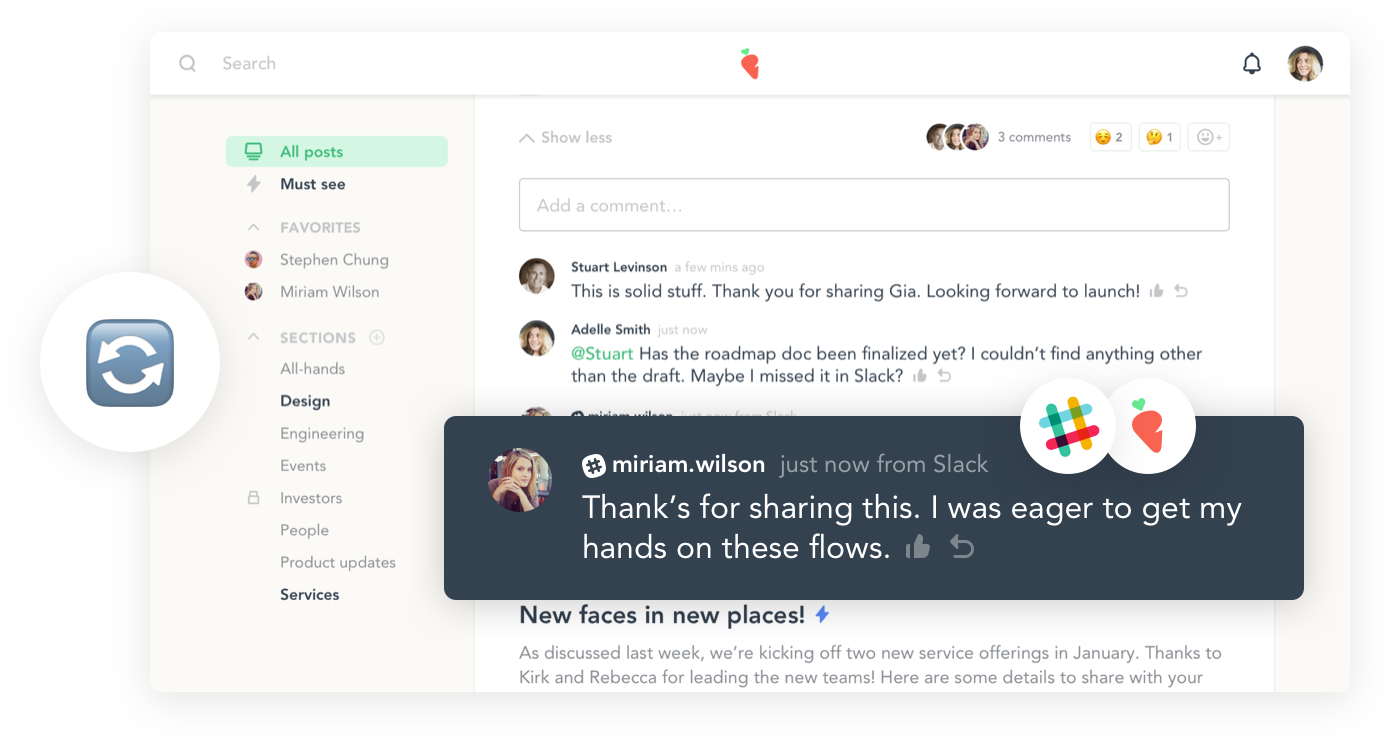 Search
All posts
Must see
FAVORITES
Stephen Chung
Miriam Wilson
SECTIONS
All-hands
Design
Engineering
Events
Investors
People
Product updates
Services
Show less
3 comments
2
1
+
Add a comment...
Stuart Levinson a few mins ago
This is solid stuff. Thank you for sharing Gia. Looking forward to launch!
Adelle Smith just now
@Stuart Has the roadmap doc been finalized yet? I couldn’t find anything other
than the draft. Maybe I missed it in Slack?
miriam.wilson just now from Slack
miriam.wilson just now from Slack
Thank’s for sharing this. I was eager to get my
hands on these flows.
New faces in new places!
As discussed last week, we’re kicking off two new service offerings in January. Thanks to
Kirk and Rebecca for leading the new teams! Here are some details to share with your